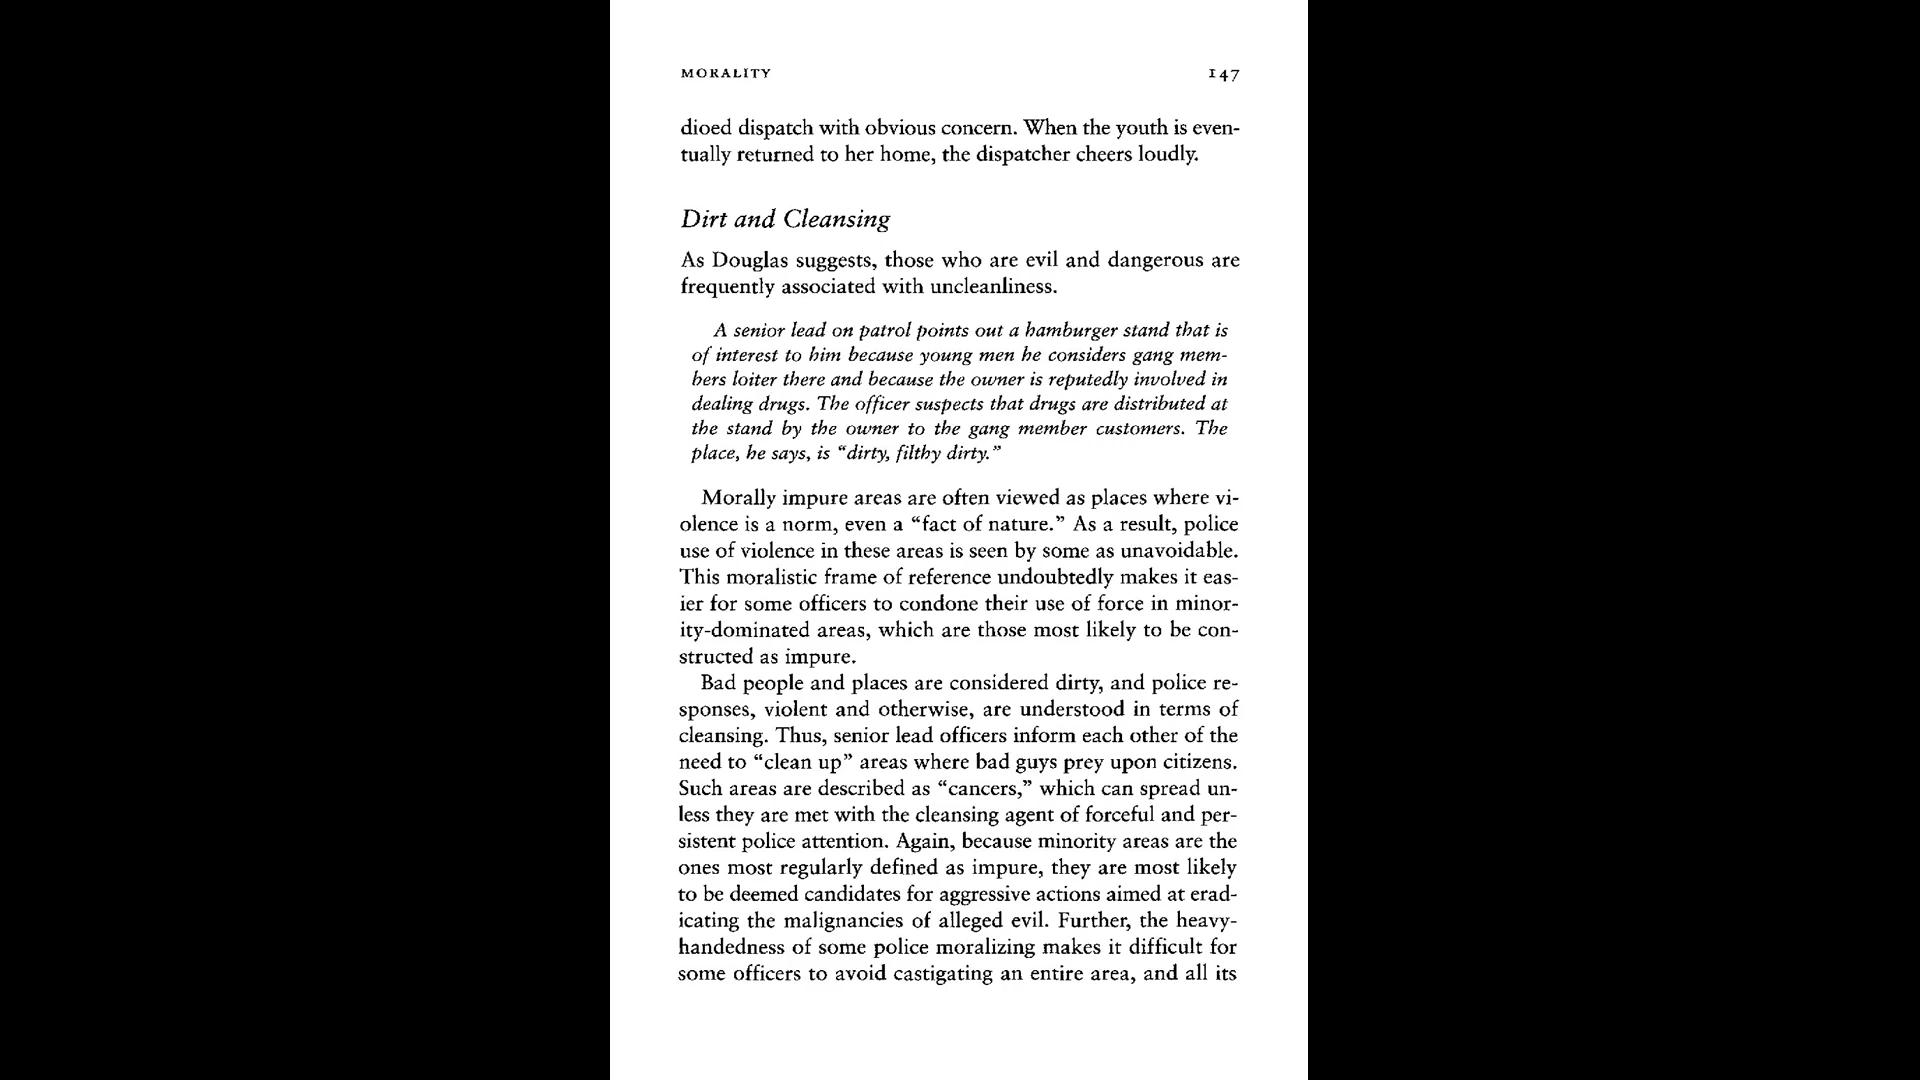 MORALITY 147
dioed dispatch with obvious concern. When the youth is even-
tually returned to her home, the dispatcher cheers loudly.
Dirt and Cleansing
As Douglas suggests, those who are evil and dangerous are
frequently associated with uncleanliness.
A senior lead on patrol points out a hamburger stand that is
of interest to him because young men he considers gang mem-
bers loiter there and because the owner is reputedly involved in
dealing drugs. The officer suspects that drugs are distributed at
the stand by the owner to the gang member customers. The
place, he says, is “dirty, filthy dirty.”
Morally impure areas are often viewed as places where vi-
olence is a norm, even a “fact of nature.” As a result, police
use of violence in these areas is seen by some as unavoidable.
This moralistic frame of reference undoubtedly makes it eas-
ier for some officers to condone their use of force in minor-
ity-dominated areas, which are those most likely to be con-
structed as impure.
Bad people and places are considered dirty, and police re-
sponses, violent and otherwise, are understood in terms of
cleansing. Thus, senior lead officers inform each other of the
need to “clean up” areas where bad guys prey upon citizens.
Such areas are described as “cancers,” which can spread un-
less they are met with the cleansing agent of forceful and per-
sistent police attention. Again, because minority areas are the
ones most regularly defined as impure, they are most likely
to be deemed candidates for aggressive actions aimed at erad-
icating the malignancies of alleged evil. Further, the heavy-
handedness of some police moralizing makes it difficult for
some officers to avoid castigating an entire area, and all its